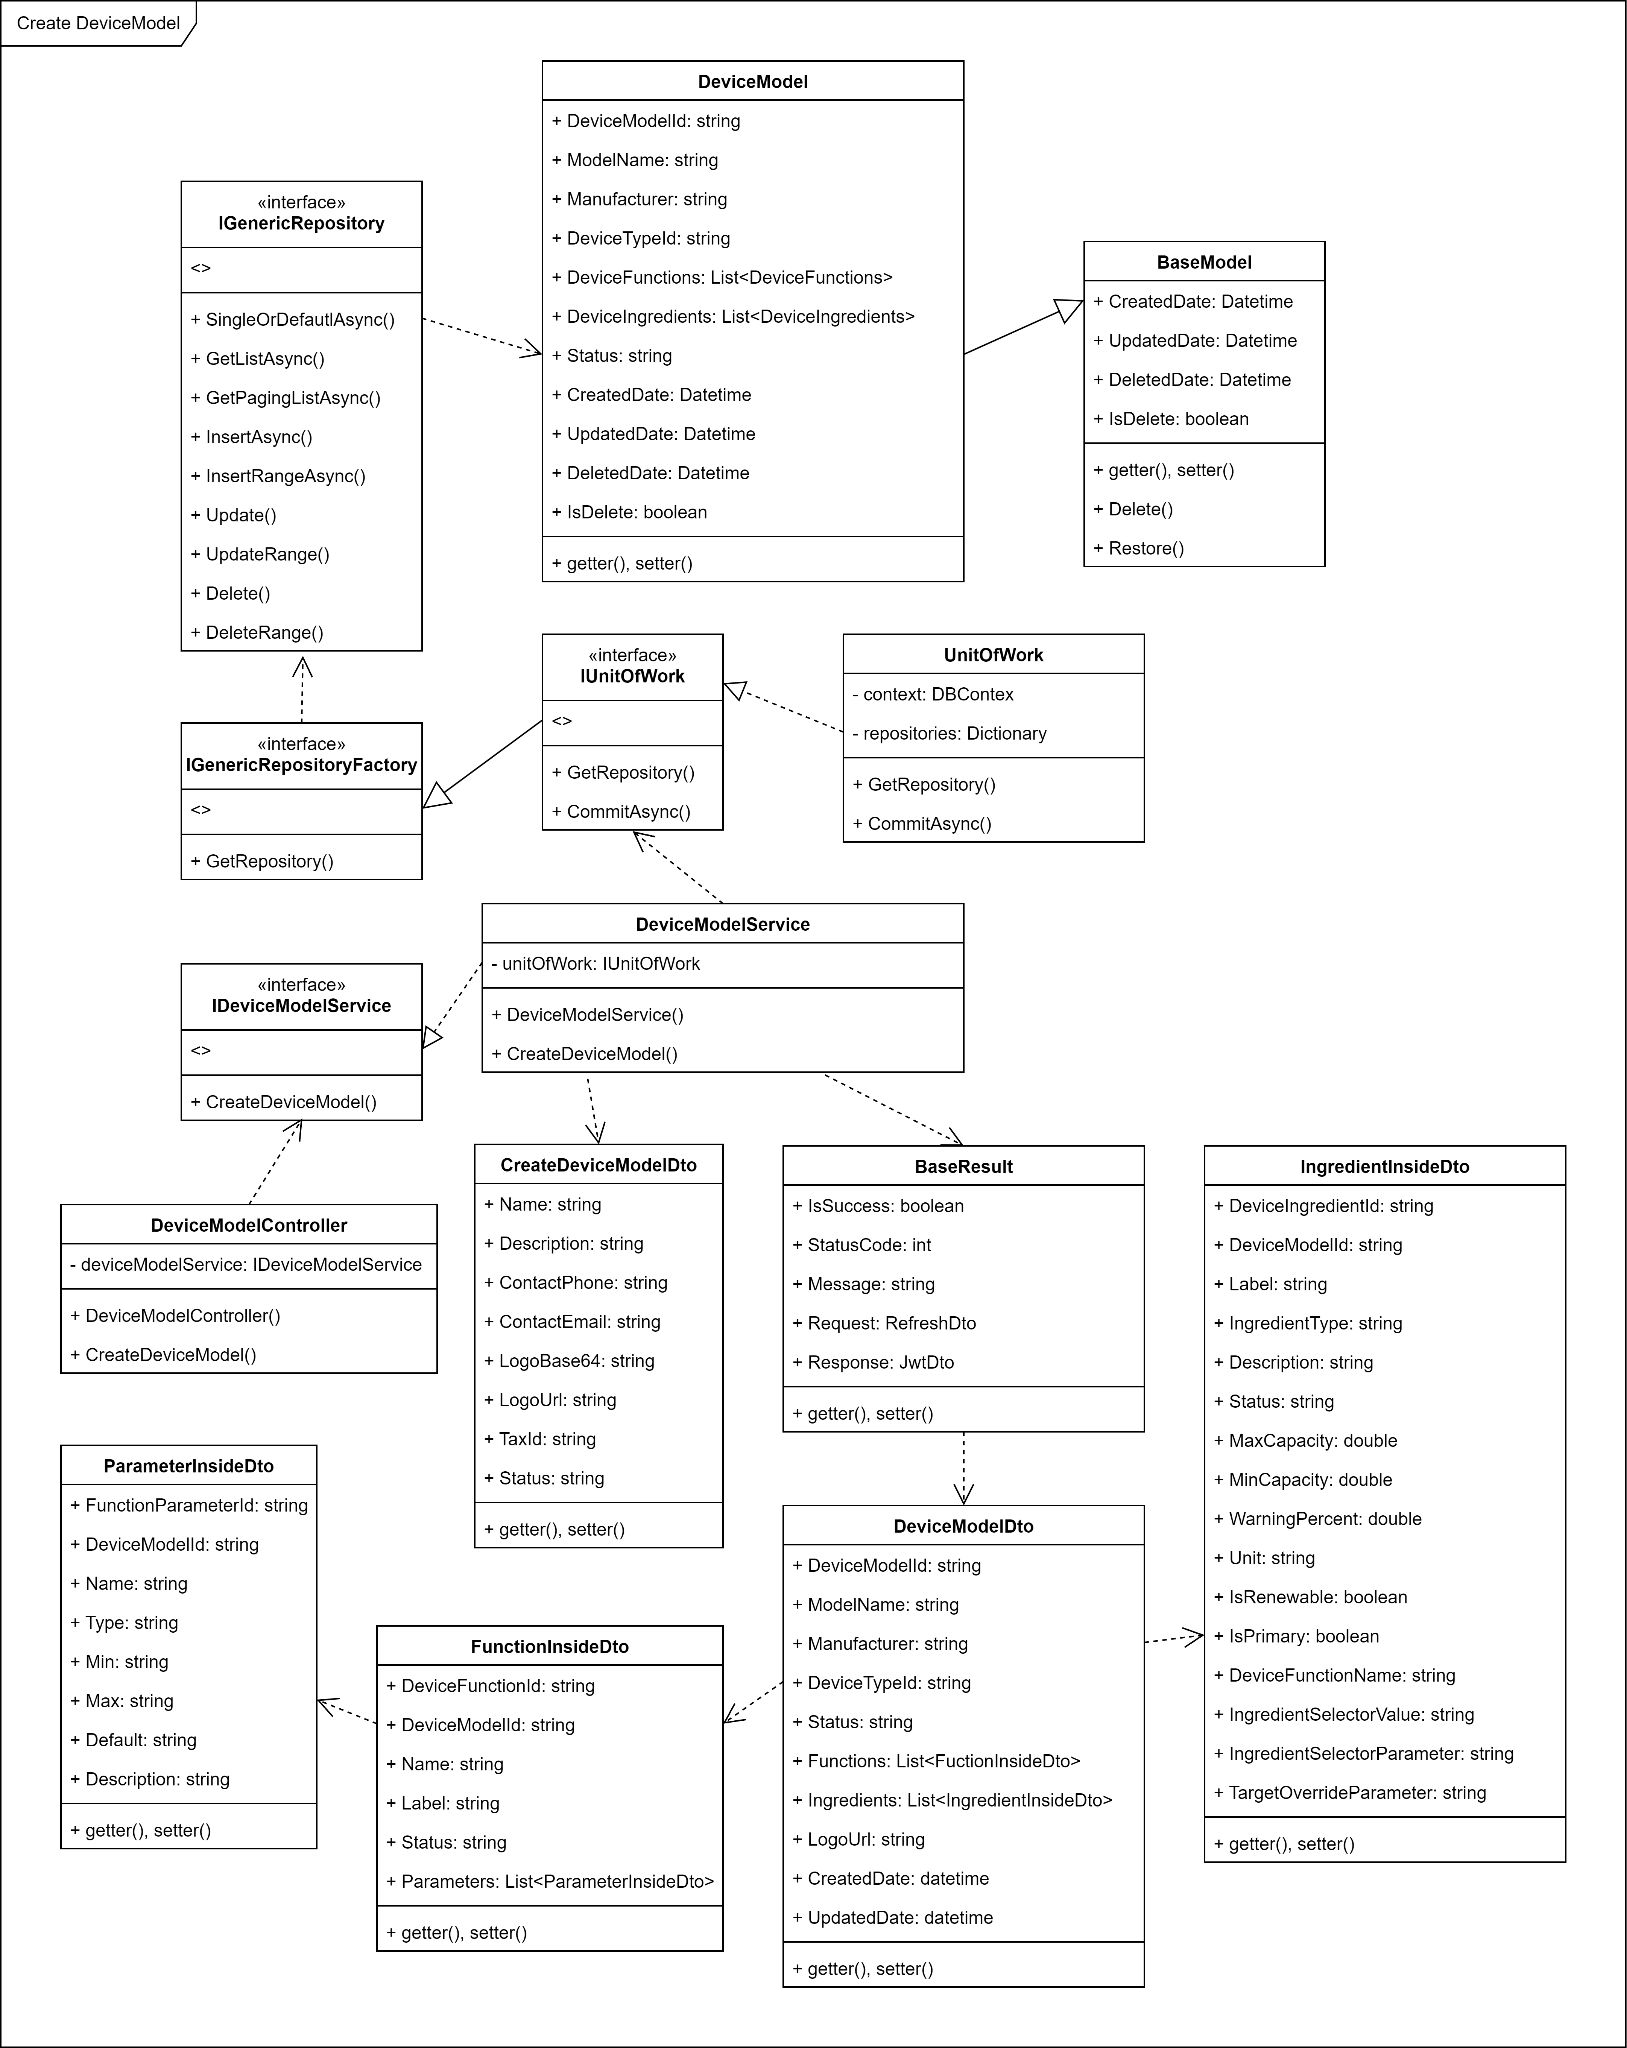 Create DeviceModel
DeviceModel
+ DeviceModelId: string
+ ModelName: string
+ Manufacturer: string
+ DeviceTypeId: string
+ DeviceFunctions: List<DeviceFunctions>
+ DeviceIngredients: List<DeviceIngredients>
+ Status: string
+ CreatedDate: Datetime
+ UpdatedDate: Datetime
+ DeletedDate: Datetime
+ IsDelete: boolean
+ getter(), setter()
«interface»
IGenericRepository
<>
+ SingleOrDefautlAsync()
+ GetListAsync()
+ GetPagingListAsync()
+ InsertAsync()
+ InsertRangeAsync()
+ Update()
+ UpdateRange()
+ Delete()
+ DeleteRange()
BaseModel
+ CreatedDate: Datetime
+ UpdatedDate: Datetime
+ DeletedDate: Datetime
+ IsDelete: boolean
+ getter(), setter()
+ Delete()
+ Restore()
«interface»
IUnitOfWork
<>
+ GetRepository()
+ CommitAsync()
UnitOfWork
- context: DBContex
- repositories: Dictionary
+ GetRepository()
+ CommitAsync()
«interface»
IGenericRepositoryFactory
<>
+ GetRepository()
DeviceModelService
- unitOfWork: IUnitOfWork
+ DeviceModelService()
+ CreateDeviceModel()
«interface»
IDeviceModelService
<>
+ CreateDeviceModel()
DeviceModelController
- deviceModelService: IDeviceModelService
+ DeviceModelController()
+ CreateDeviceModel()
CreateDeviceModelDto
+ Name: string
+ Description: string
+ ContactPhone: string
+ ContactEmail: string
+ LogoBase64: string
+ LogoUrl: string
+ TaxId: string
+ Status: string
+ getter(), setter()
BaseResult
+ IsSuccess: boolean
+ StatusCode: int
+ Message: string
+ Request: RefreshDto
+ Response: JwtDto
+ getter(), setter()
IngredientInsideDto
+ DeviceIngredientId: string
+ DeviceModelId: string
+ Label: string
+ IngredientType: string
+ Description: string
+ Status: string
+ MaxCapacity: double
+ MinCapacity: double
+ WarningPercent: double
+ Unit: string
+ IsRenewable: boolean
+ IsPrimary: boolean
+ DeviceFunctionName: string
+ IngredientSelectorValue: string
+ IngredientSelectorParameter: string
+ TargetOverrideParameter: string
+ getter(), setter()
ParameterInsideDto
+ FunctionParameterId: string
+ DeviceModelId: string
+ Name: string
+ Type: string
+ Min: string
+ Max: string
+ Default: string
+ Description: string
+ getter(), setter()
FunctionInsideDto
+ DeviceFunctionId: string
+ DeviceModelId: string
+ Name: string
+ Label: string
+ Status: string
+ Parameters: List<ParameterInsideDto>
+ getter(), setter()
DeviceModelDto
+ DeviceModelId: string
+ ModelName: string
+ Manufacturer: string
+ DeviceTypeId: string
+ Status: string
+ Functions: List<FuctionInsideDto>
+ Ingredients: List<IngredientInsideDto>
+ LogoUrl: string
+ CreatedDate: datetime
+ UpdatedDate: datetime
+ getter(), setter()